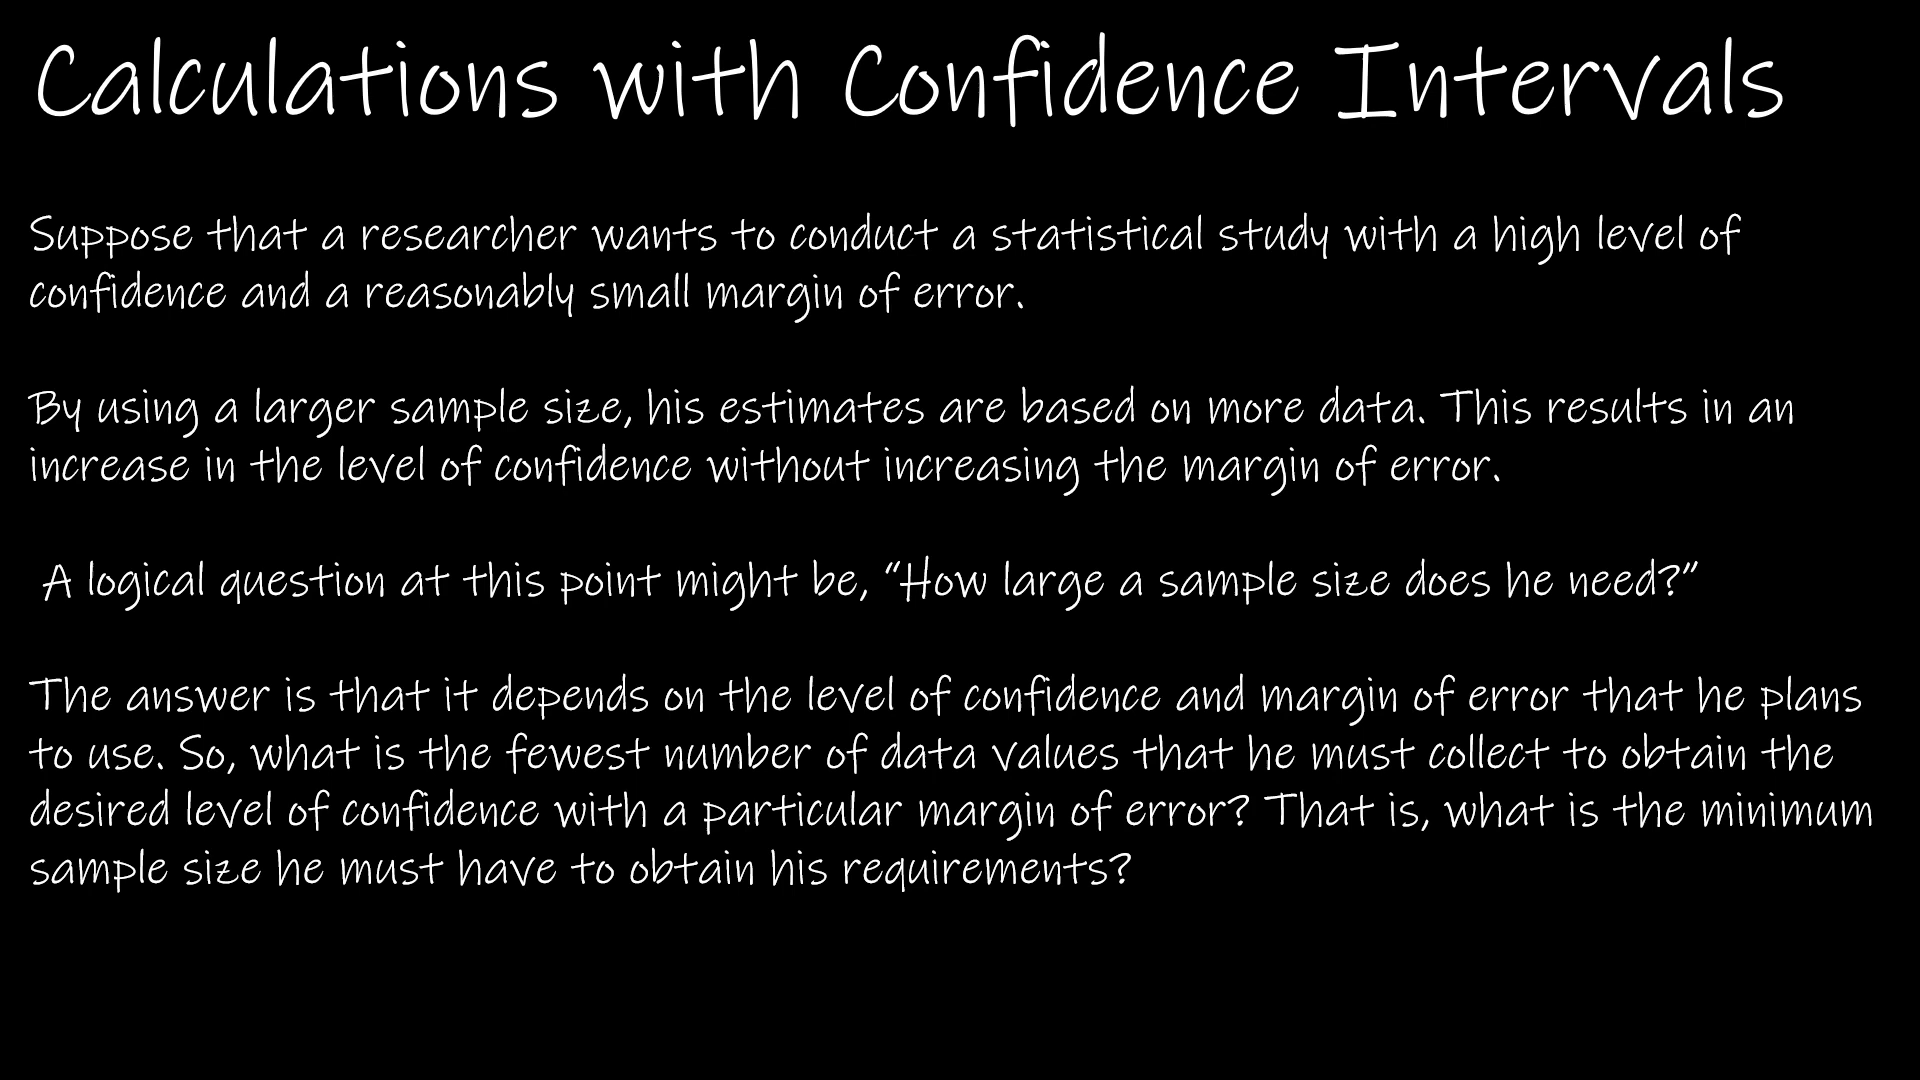 Calculations with Confidence Intervals
Suppose that a researcher wants to conduct a statistical study with a high level of
confidence and a reasonably small margin of error.
By using a larger sample size, his estimates are based on more data. This results in an
increase in the level of confidence without increasing the margin of error.
A logical question at this point might be, “How large a sample size does he need?”
The answer is that it depends on the level of confidence and margin of error that he plans
to use. So, what is the fewest number of data values that he must collect to obtain the
desired level of confidence with a particular margin of error? That is, what is the minimum
sample size he must have to obtain his requirements?